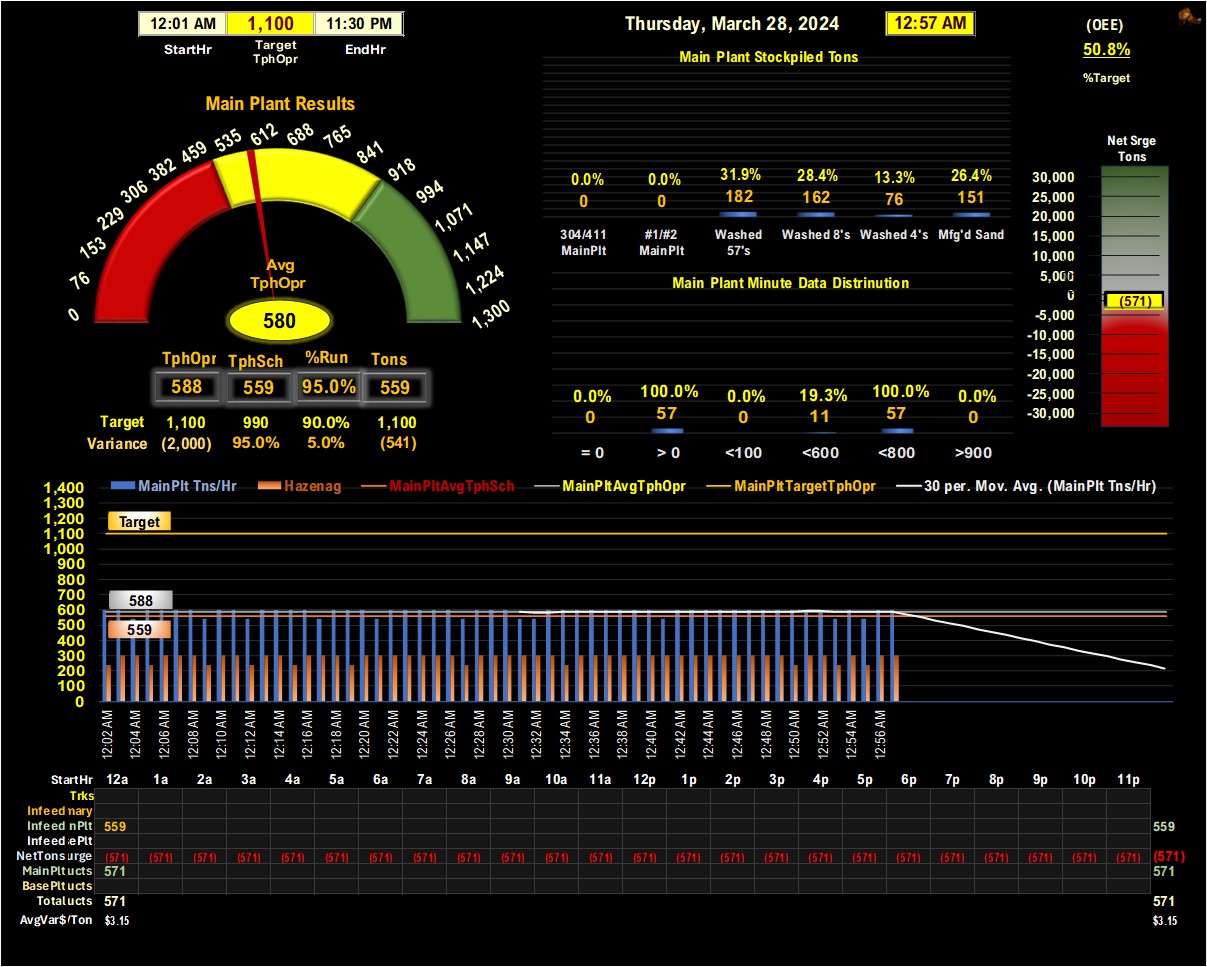 12:01 AM 1,100 11:30 PM
StartHr Target TphOpr EndHr
Thursday, March 28, 2024 12:57 AM
(OEE)
50.8%
%Target
Main Plant Results
0 76 153 229 306 382 459 535 612 688 765 841 918 994 1,071 1,147 1,224 1,300
Avg
TphOpr
580
TphOpr TphSch %Run Tons
588 559 95.0% 559
Target 1,100 990 90.0% 1,100
Variance (2,000) 95.0% 5.0% (541)
Main Plant Stockpiled Tons
0.0% 0.0% 31.9% 28.4% 13.3% 26.4%
0 0 182 162 76 151
304/411 #1/#2 Washed Washed 8's Washed 4's Mfg'd Sand
MainPlt MainPlt 57's
Main Plant Minute Data Distrinution
0.0% 100.0% 0.0% 19.3% 100.0% 0.0%
0 57 0 11 57 0
= 0 > 0 <100 <600 <800 >900
Net Srge
Tons
30,000
25,000
20,000
15,000
10,000
5,000
0
(571)
-5,000
-10,000
-15,000
-20,000
-25,000
-30,000
MainPlt Tns/Hr Hazenag MainPltAvgTphSch MainPltAvgTphOpr MainPltTargetTphOpr 30 per. Mov. Avg. (MainPlt Tns/Hr)
1,400
1,300
1,200
1,100
1,000
900
800
700
600
500
400
300
200
100
0
Target
588
559
12:02 AM 12:04 AM 12:06 AM 12:08 AM 12:10 AM 12:12 AM 12:14 AM 12:16 AM 12:18 AM 12:20 AM 12:22 AM 12:24 AM 12:26 AM 12:28 AM 12:30 AM 12:32 AM 12:34 AM 12:36 AM 12:38 AM 12:40 AM 12:42 AM 12:44 AM 12:46 AM 12:48 AM 12:50 AM 12:52 AM 12:54 AM 12:56 AM
StartHr 12a 1a 2a 3a 4a 5a 6a 7a 8a 9a 10a 11a 12p 1p 2p 3p 4p 5p 6p 7p 8p 9p 10p 11p
Trks
Infeed nary
Infeed nPlt 559 559
Infeed ePlt
NetTons urge (571) (571) (571) (571) (571) (571) (571) (571) (571) (571) (571) (571) (571) (571) (571) (571) (571) (571) (571) (571) (571) (571) (571) (571) (571)
MainPlt ucts 571 571
BasePlt ucts
Total ucts 571 571
AvgVar$/Ton $3.15 $3.15